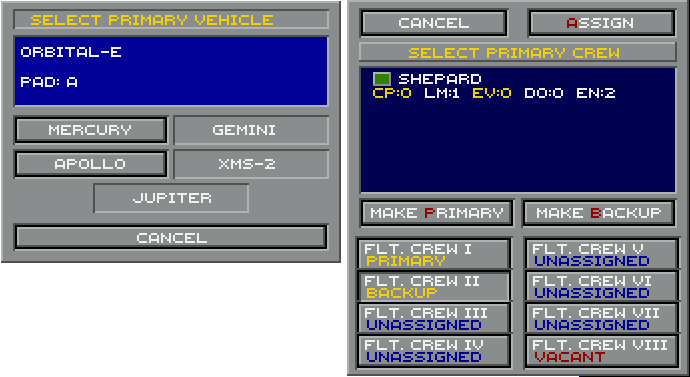 SELECT PRIMARY VEHICLE
ORBITAL-E
PAD: A
MERCURY
GEMINI
APOLLO
XMS-2
JUPITER
CANCEL
CANCEL
ASSIGN
SELECT PRIMARY CREW
SHEPARD
CP:0 LM:1 EV:0 DO:0 EN:2
MAKE PRIMARY
MAKE BACKUP
FLT. CREW I
PRIMARY
FLT. CREW II
BACKUP
FLT. CREW III
UNASSIGNED
FLT. CREW IV
UNASSIGNED
FLT. CREW V
UNASSIGNED
FLT. CREW VI
UNASSIGNED
FLT. CREW VII
UNASSIGNED
FLT. CREW VIII
VACANT